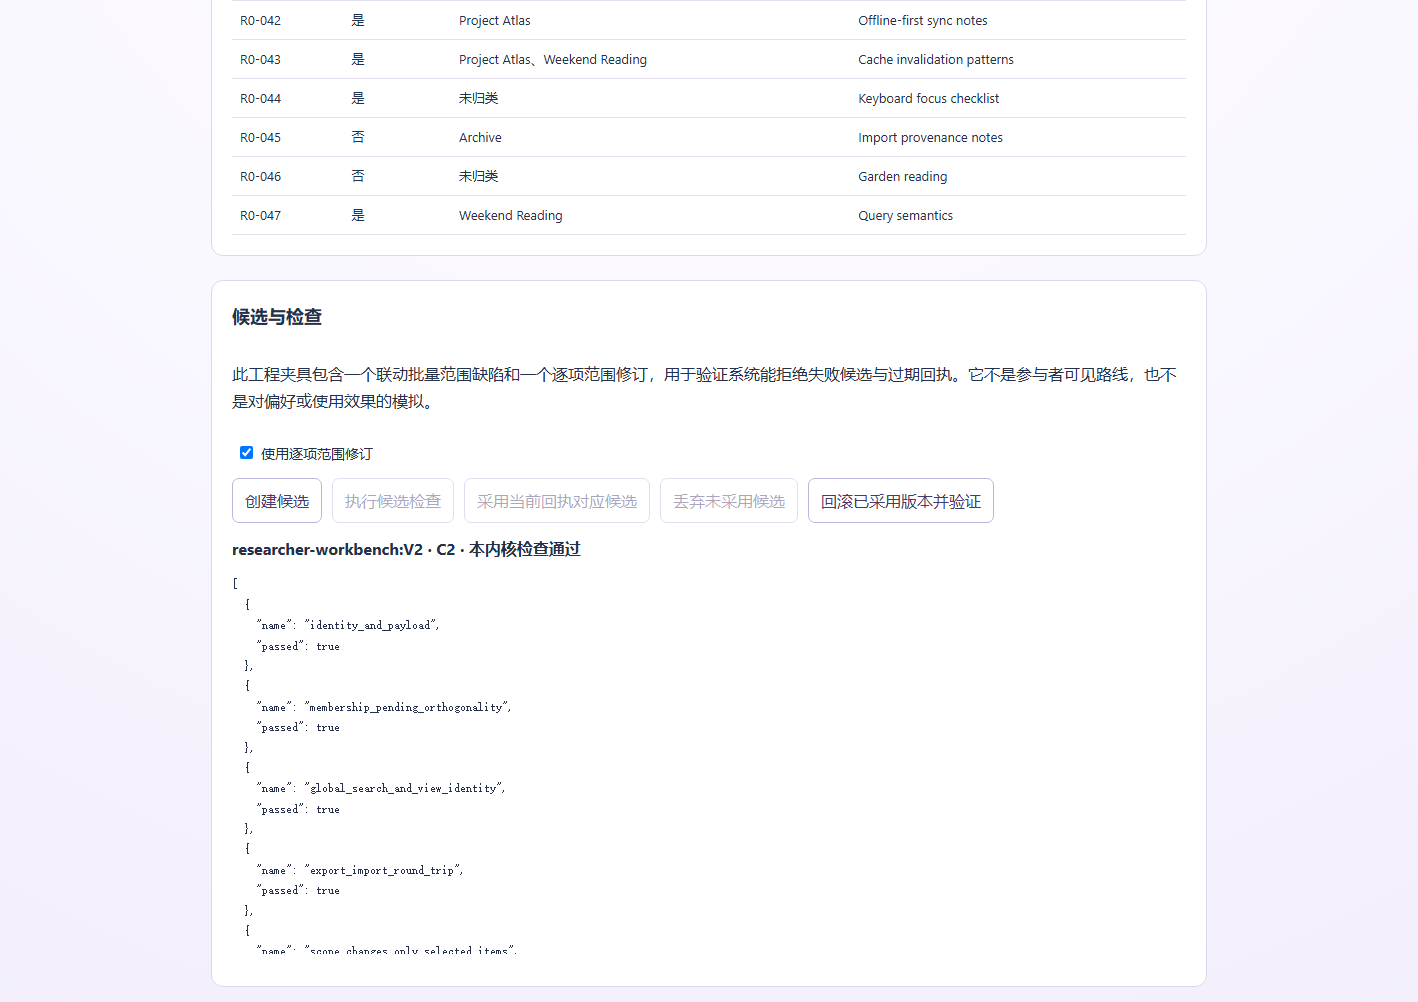 R0-042 是 Project Atlas Offline-first sync notes
R0-043 是 Project Atlas、Weekend Reading Cache invalidation patterns
R0-044 是 未归类 Keyboard focus checklist
R0-045 否 Archive Import provenance notes
R0-046 否 未归类 Garden reading
R0-047 是 Weekend Reading Query semantics
候选与检查
此工程夹具包含一个联动批量范围缺陷和一个逐项范围修订，用于验证系统能拒绝失败候选与过期回执。它不是参与者可见路线，也不
是对偏好或使用效果的模拟。
使用逐项范围修订
创建候选 执行候选检查 采用当前回执对应候选 丢弃未采用候选 回滚已采用版本并验证
researcher-workbench:V2 · C2 · 本内核检查通过
[
{
"name": "identity_and_payload",
"passed": true
},
{
"name": "membership_pending_orthogonality",
"passed": true
},
{
"name": "global_search_and_view_identity",
"passed": true
},
{
"name": "export_import_round_trip",
"passed": true
},
{
"name": "scope_changes_only_selected_items",